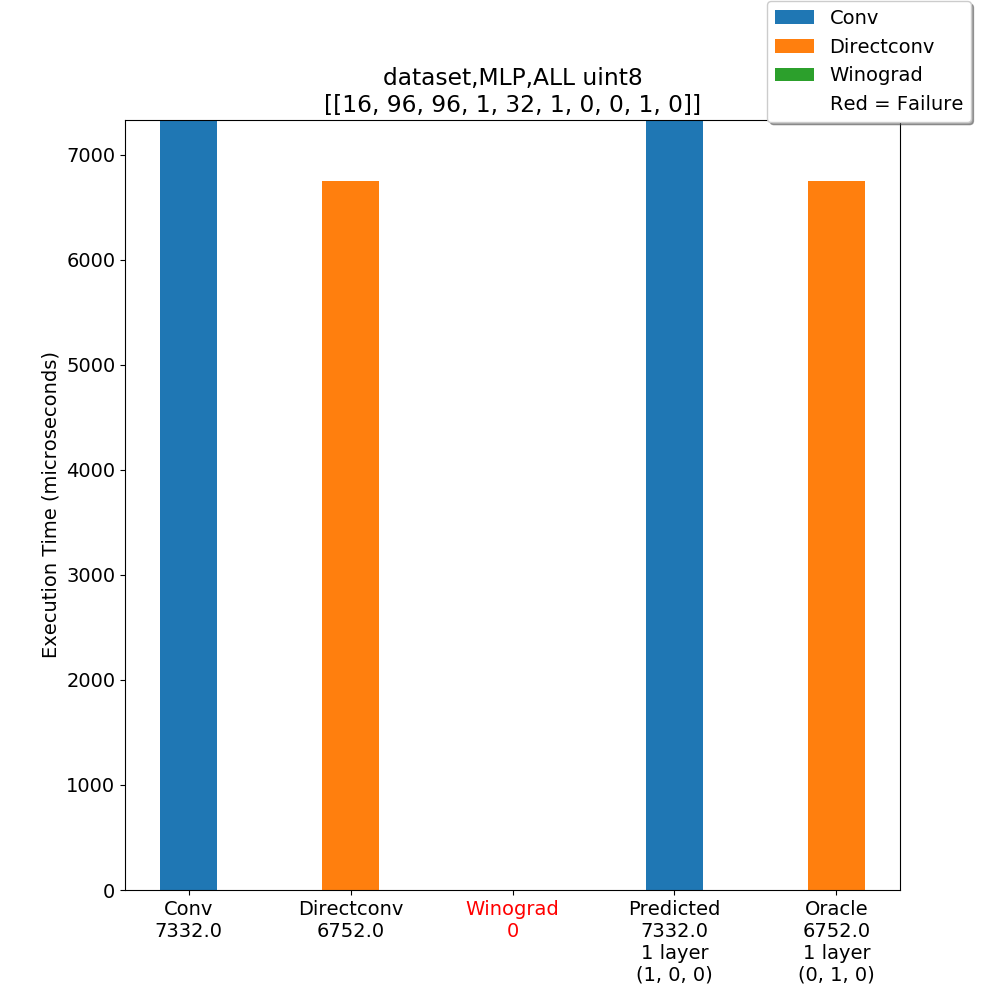 Conv
Directconv
Winograd
Red = Failure
dataset,MLP,ALL uint8
[[16, 96, 96, 1, 32, 1, 0, 0, 1, 0]]
Execution Time (microseconds)
7000
6000
5000
4000
3000
2000
1000
0
Conv
7332.0
Directconv
6752.0
Winograd
0
Predicted
7332.0
1 layer
(1, 0, 0)
Oracle
6752.0
1 layer
(0, 1, 0)